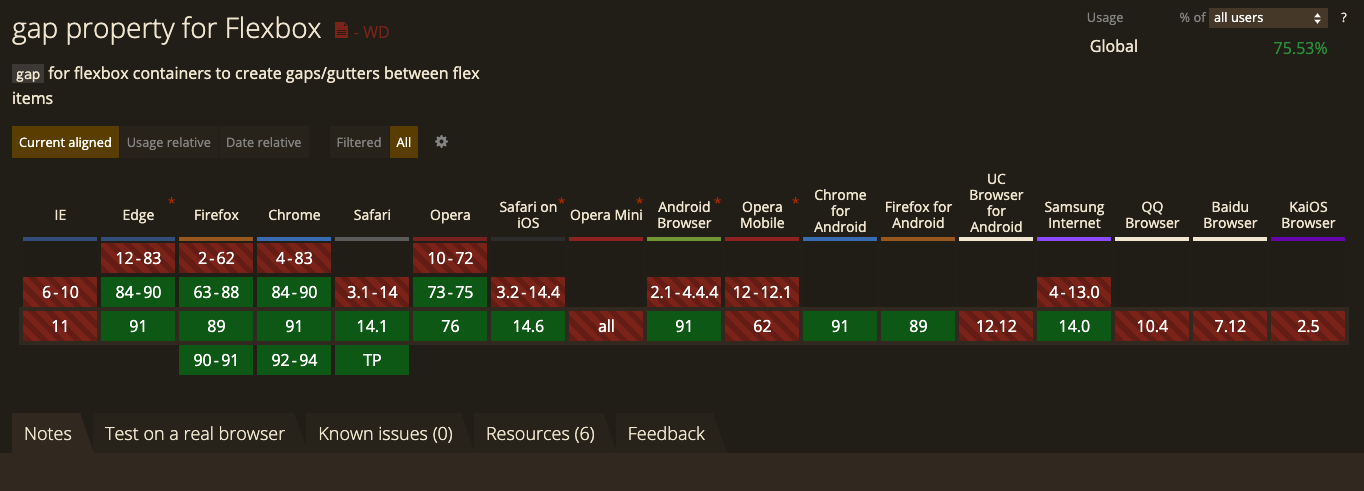 gap property for Flexbox - WD
Usage % of all users ?
Global 75.53%
gap for flexbox containers to create gaps/gutters between flex
items
Current aligned Usage relative Date relative Filtered All
IE Edge * Firefox Chrome Safari Opera Safari on iOS * Opera Mini * Android Browser * Opera Mobile * Chrome for Android Firefox for Android UC Browser for Android Samsung Internet QQ Browser Baidu Browser KaiOS Browser
12-83 2-62 4-83 10-72
6-10 84-90 63-88 84-90 3.1-14 73-75 3.2-14.4 2.1-4.4.4 12-12.1 4-13.0
11 91 89 91 14.1 76 14.6 all 91 62 91 89 12.12 14.0 10.4 7.12 2.5
90-91 92-94 TP
Notes Test on a real browser Known issues (0) Resources (6) Feedback